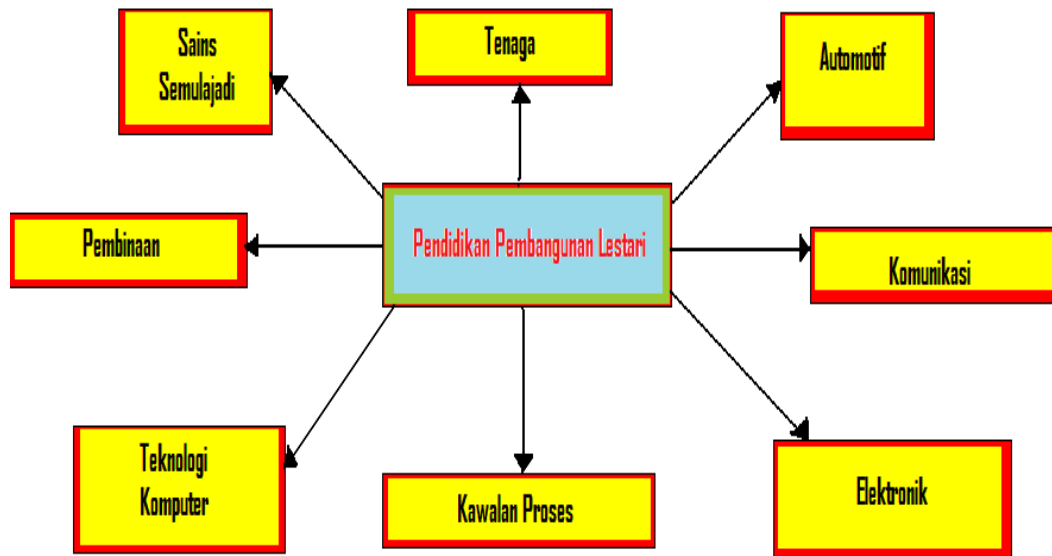 Sains
Semulajadi
Tenaga
Automotif
Pembinaan
Pendidikan Pembangunan Lestari
Komunikasi
Teknologi
Komputer
Kawalan Proses
Elektronik